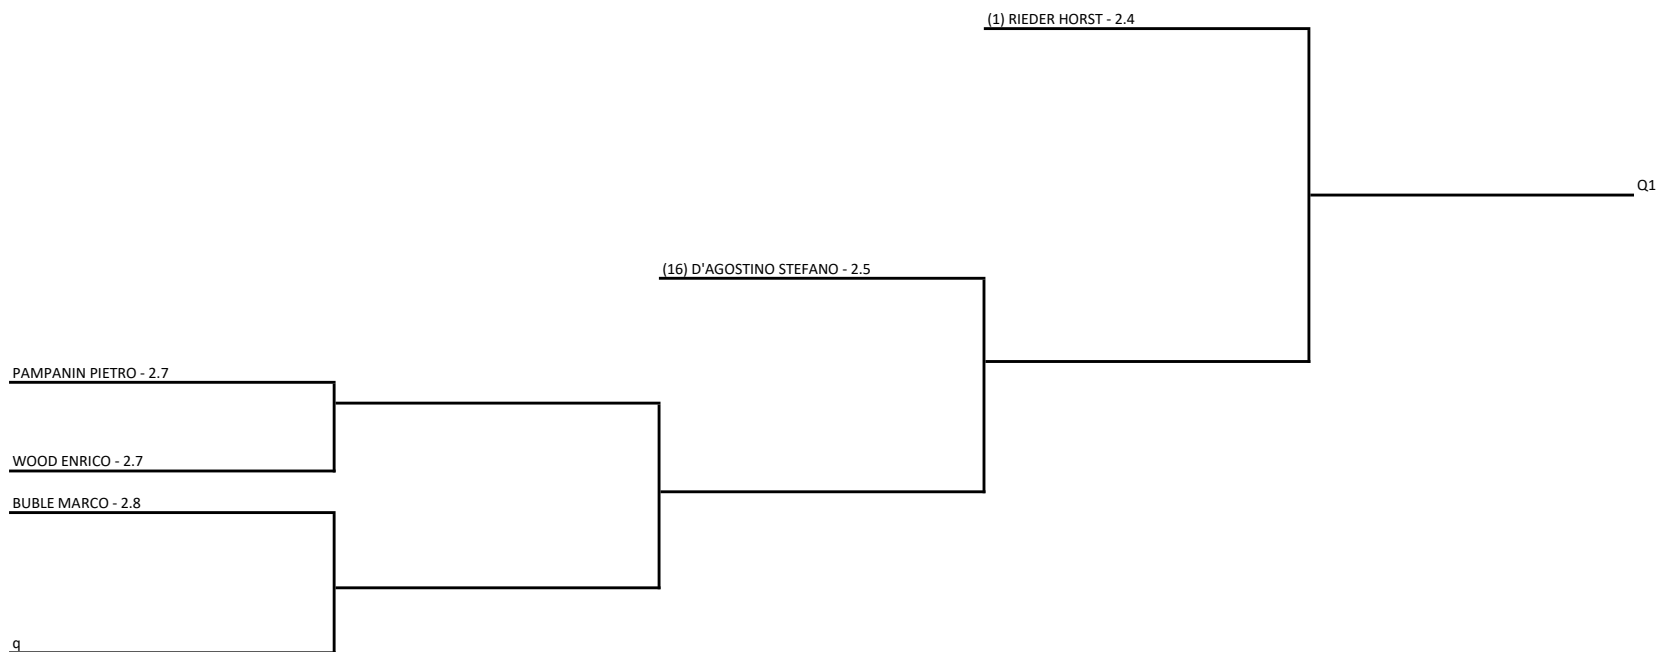 (1) RIEDER HORST - 2.4
Q1
(16) D'AGOSTINO STEFANO - 2.5
PAMPANIN PIETRO - 2.7
WOOD ENRICO - 2.7
BUBLE MARCO - 2.8
q